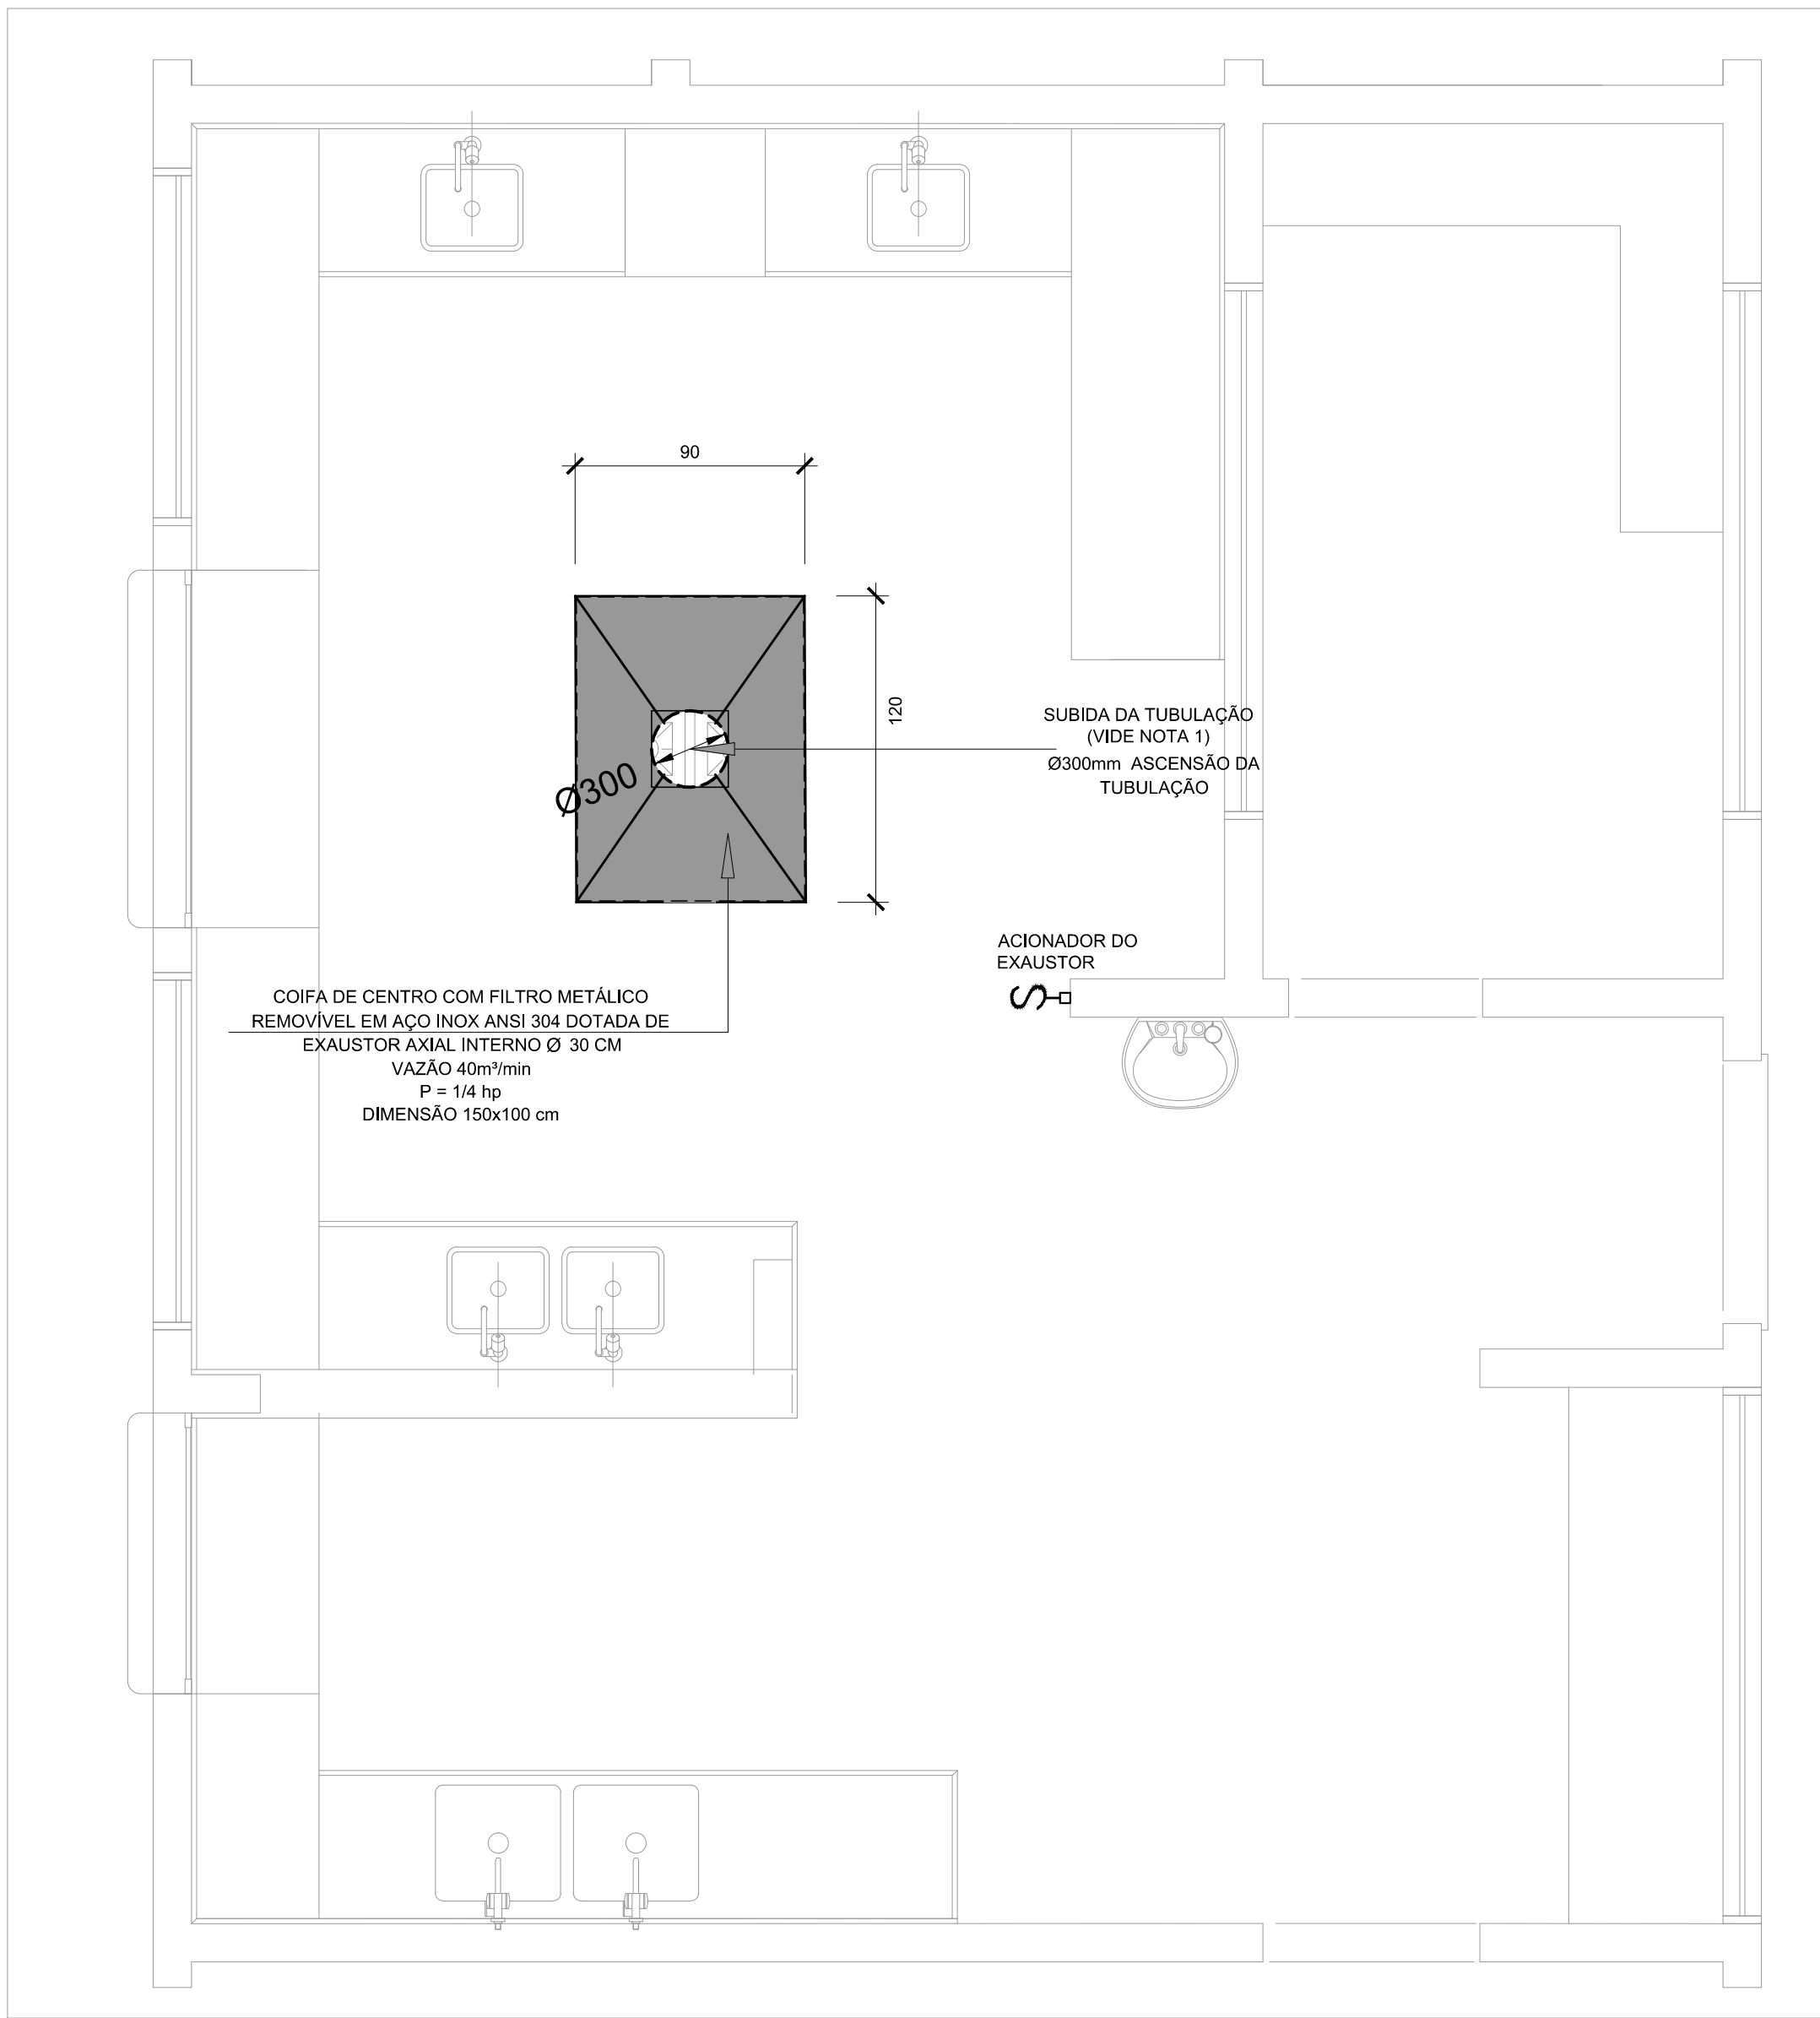 90
120
SUBIDA DA TUBULAÇÃO
(VIDE NOTA 1)
Ø300mm ASCENSÃO DA
TUBULAÇÃO
Ø300
ACIONADOR DO
EXAUSTOR
S
COIFA DE CENTRO COM FILTRO METÁLICO
REMOVÍVEL EM AÇO INOX ANSI 304 DOTADA DE
EXAUSTOR AXIAL INTERNO Ø 30 CM
VAZÃO 40m³/min
P = 1/4 hp
DIMENSÃO 150x100 cm